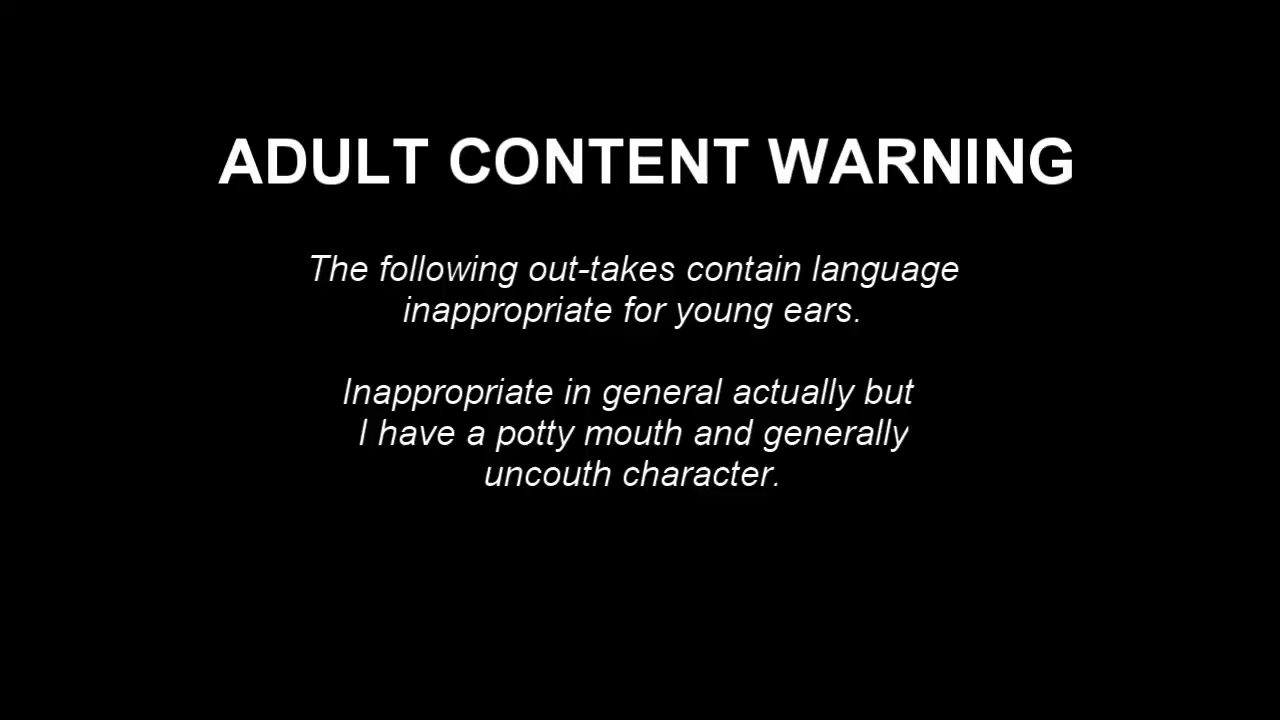 ADULT CONTENT WARNING
The following out-takes contain language
inappropriate for young ears.
Inappropriate in general actually but
I have a potty mouth and generally
uncouth character.